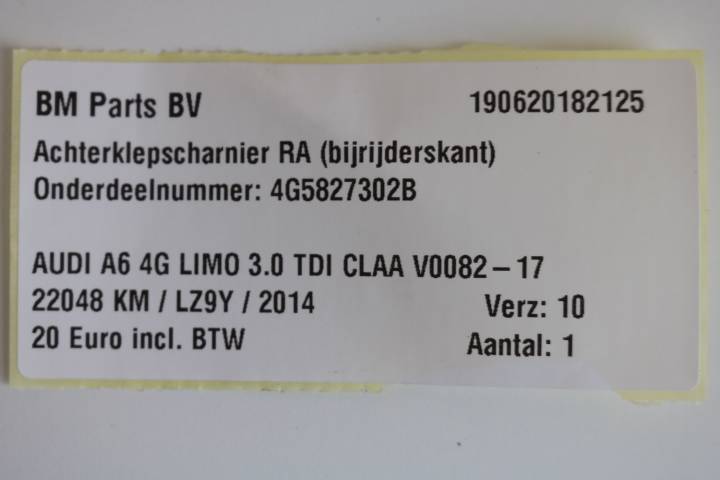 BM Parts BV 190620182125
Achterklepscharnier RA (bijrijderskant)
Onderdeelnummer: 4G5827302B
AUDI A6 4G LIMO 3.0 TDI CLAA V0082 – 17
22048 KM / LZ9Y / 2014 Verz: 10
20 Euro incl. BTW Aantal: 1